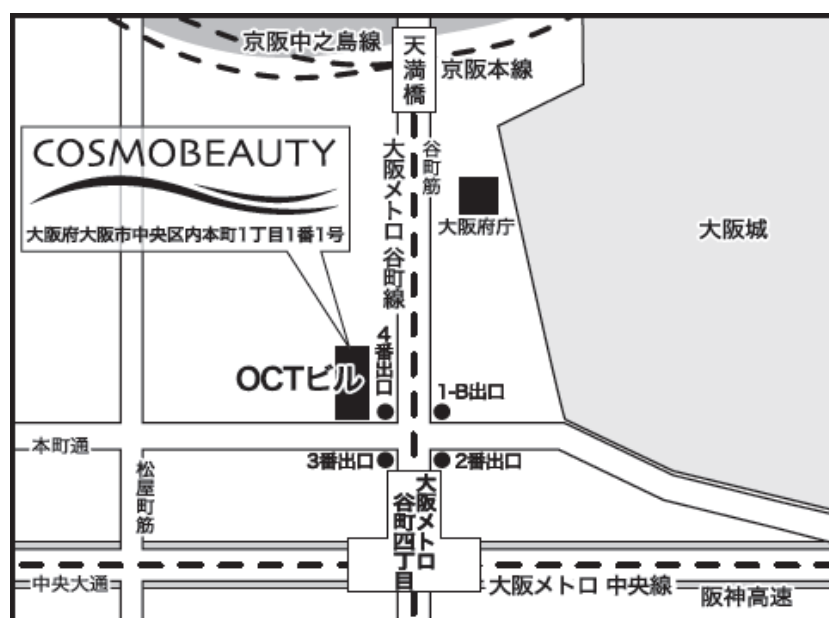 京阪中之島線
天満橋
京阪本線
COSMOBEAUTY
大阪府大阪市中央区内本町1丁目1番1号
大阪メトロ 谷町線
谷町筋
大阪府庁
大阪城
OCTビル
4番出口
1-B出口
本町通
3番出口
2番出口
松屋町筋
大阪メトロ
谷町四丁目
中央大通
大阪メトロ 中央線
阪神高速